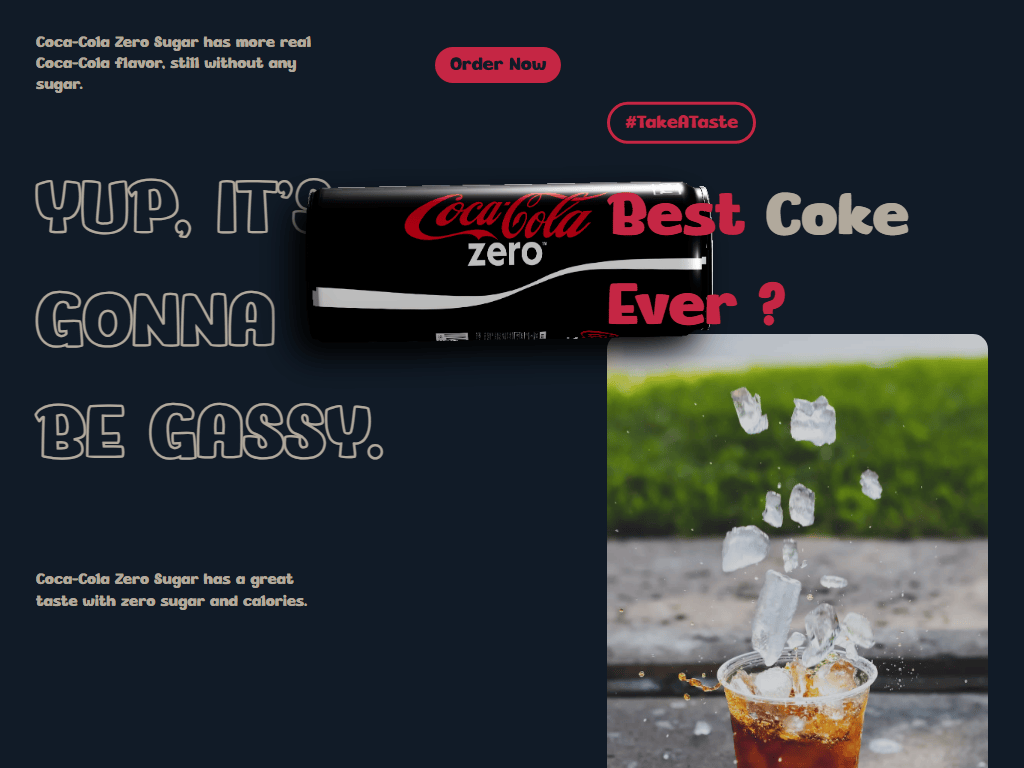 Coca-Cola Zero Sugar has more real
Coca-Cola flavor, still without any
sugar.
Order Now
#TakeATaste
YUP, IT'S
GONNA
BE GASSY.
Coca-Cola
zero™
Best Coke
Ever ?
Coca-Cola Zero Sugar has a great
taste with zero sugar and calories.